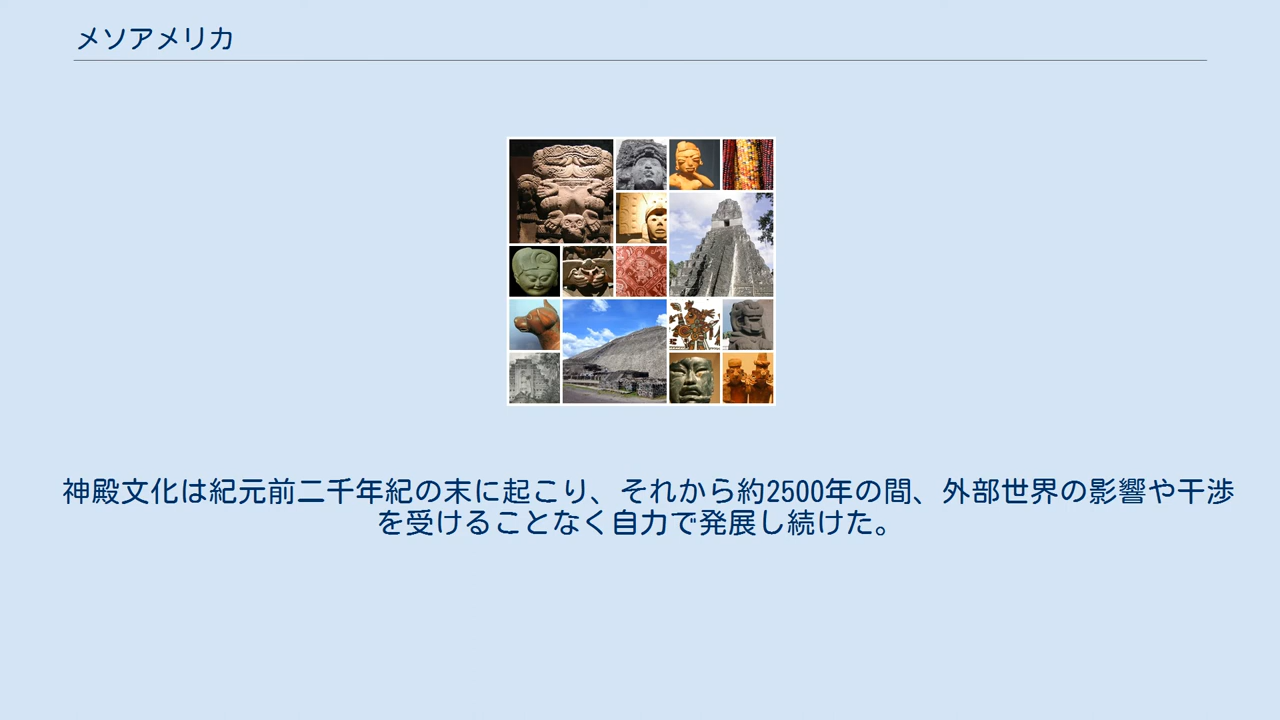 メソアメリカ
神殿文化は紀元前二千年紀の末に起こり、それから約2500年の間、外部世界の影響や干渉
を受けることなく自力で発展し続けた。